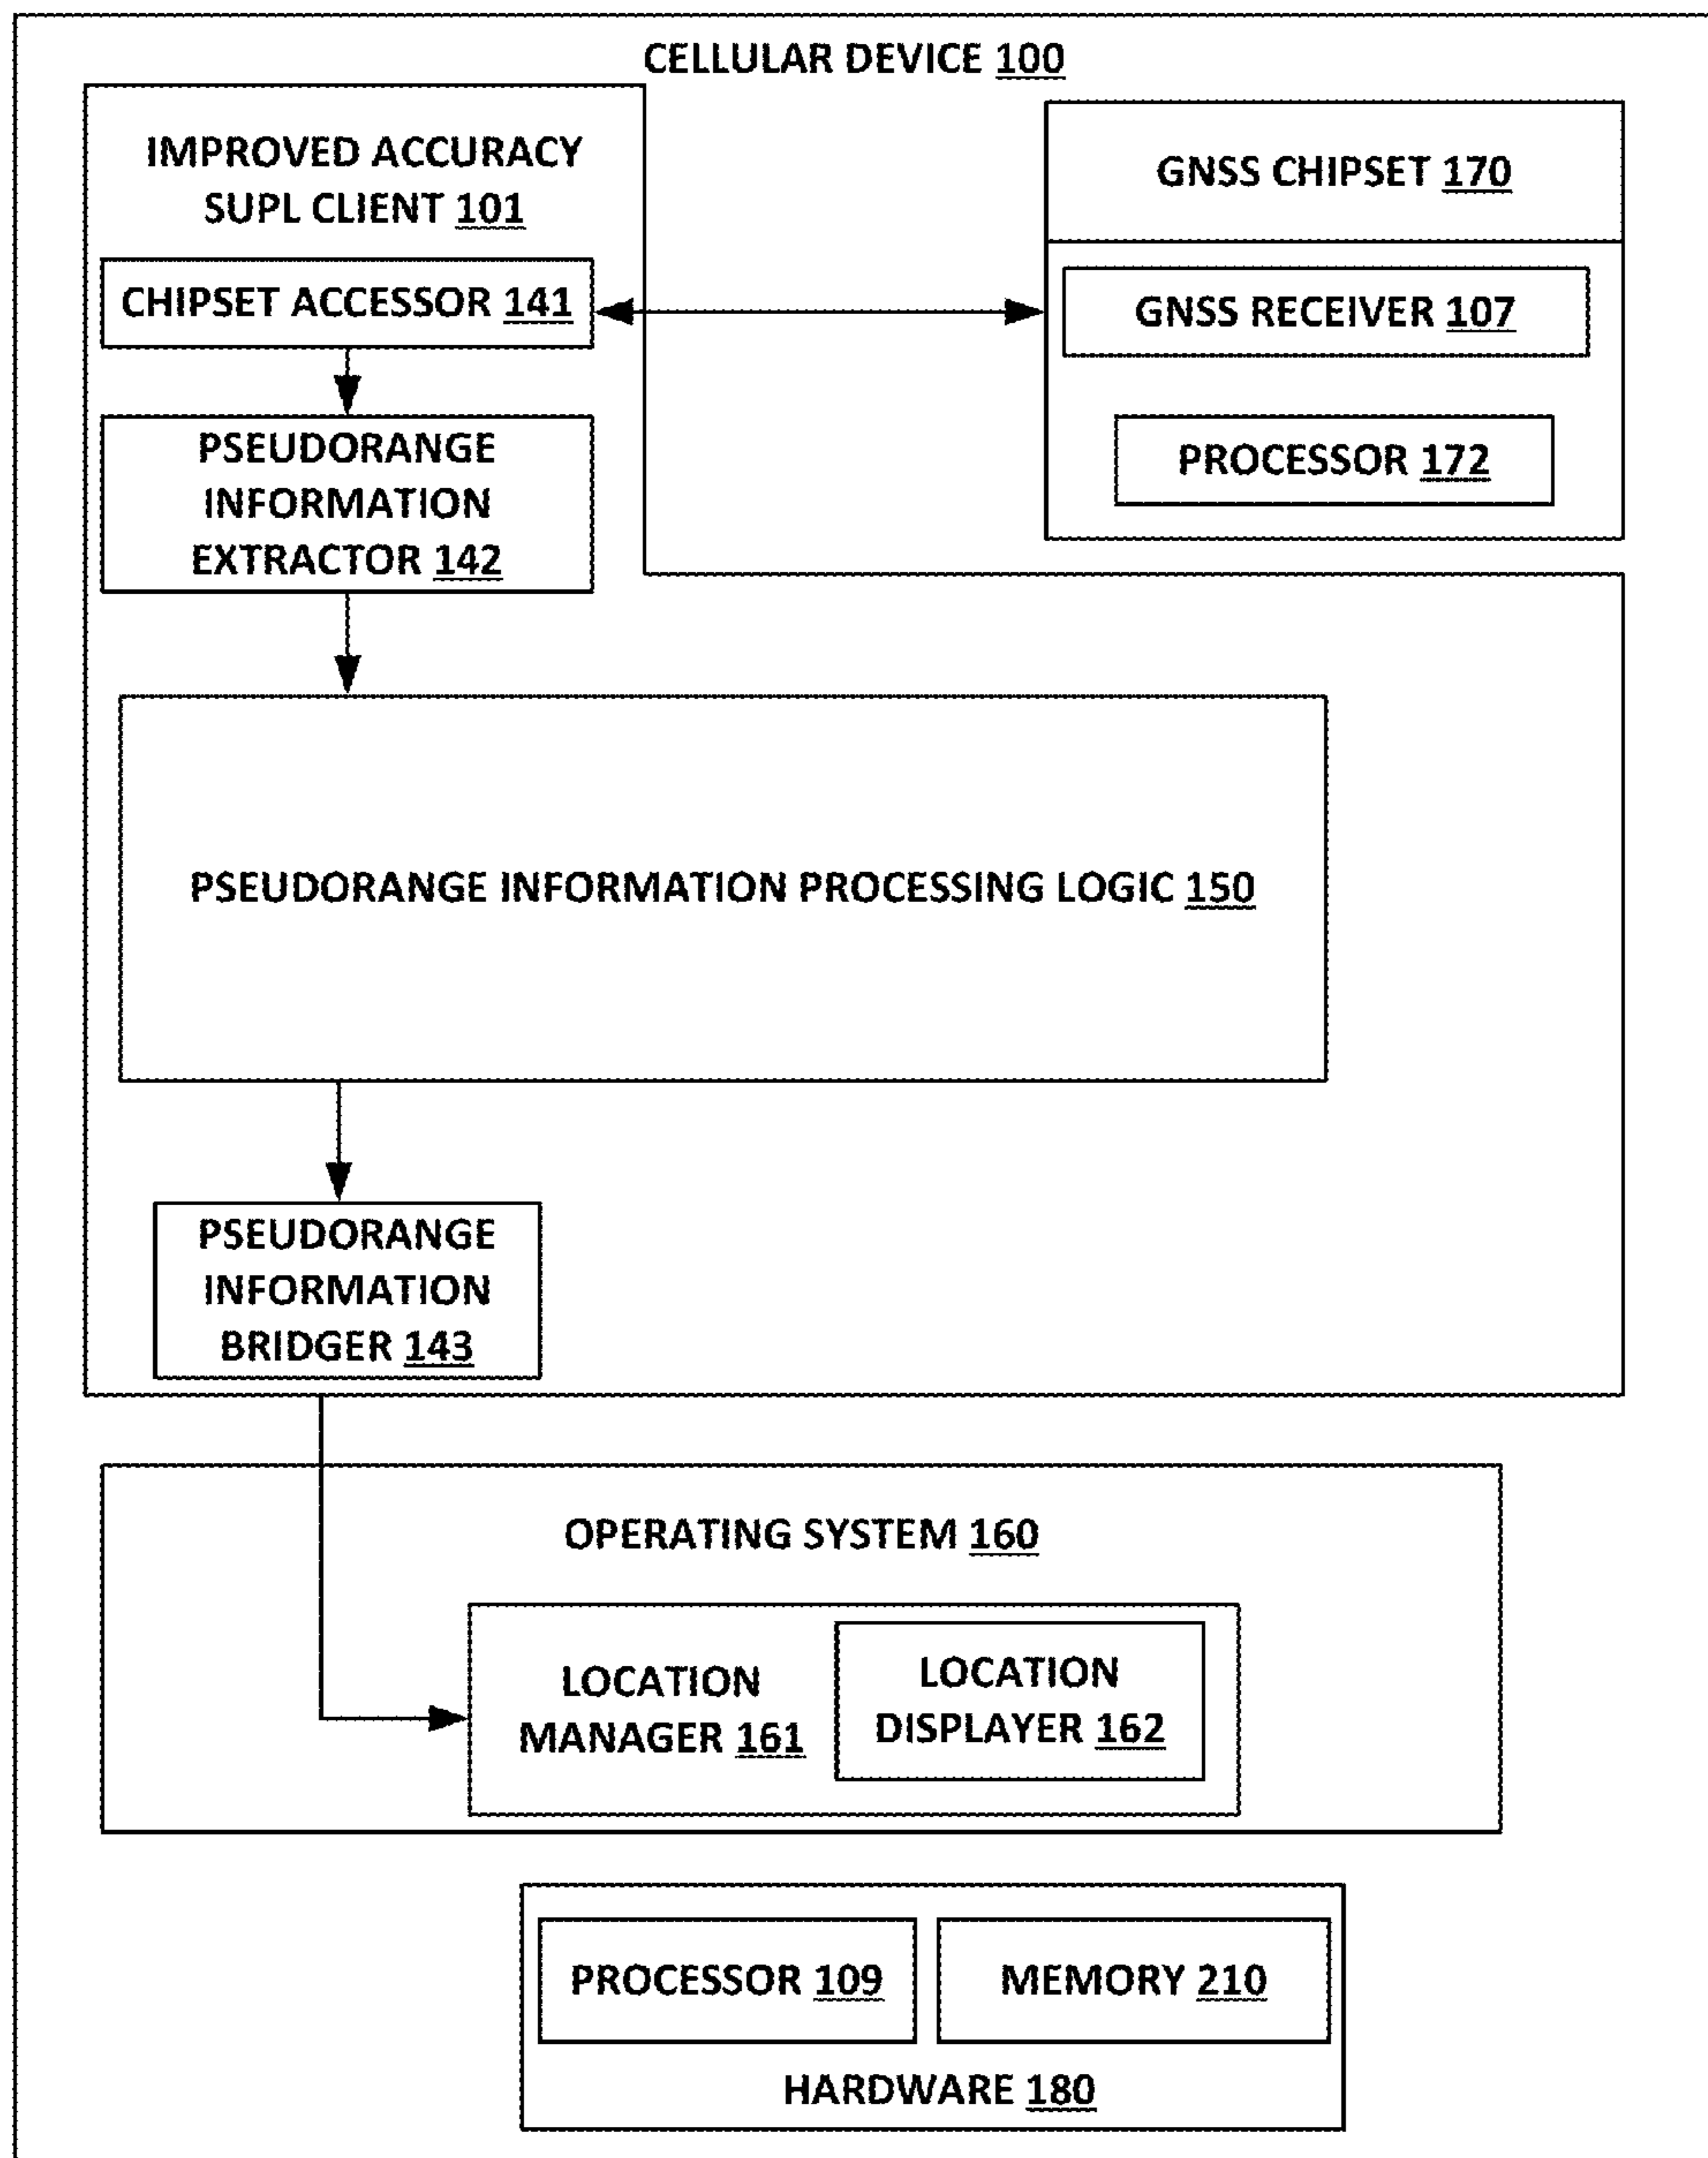 CELLULAR DEVICE 100
IMPROVED ACCURACY
SUPL CLIENT 101
GNSS CHIPSET 170
CHIPSET ACCESSOR 141
GNSS RECEIVER 107
PSEUDORANGE
INFORMATION
EXTRACTOR 142
PROCESSOR 172
PSEUDORANGE INFORMATION PROCESSING LOGIC 150
PSEUDORANGE
INFORMATION
BRIDGER 143
OPERATING SYSTEM 160
LOCATION
MANAGER 161
LOCATION
DISPLAYER 162
PROCESSOR 109
MEMORY 210
HARDWARE 180